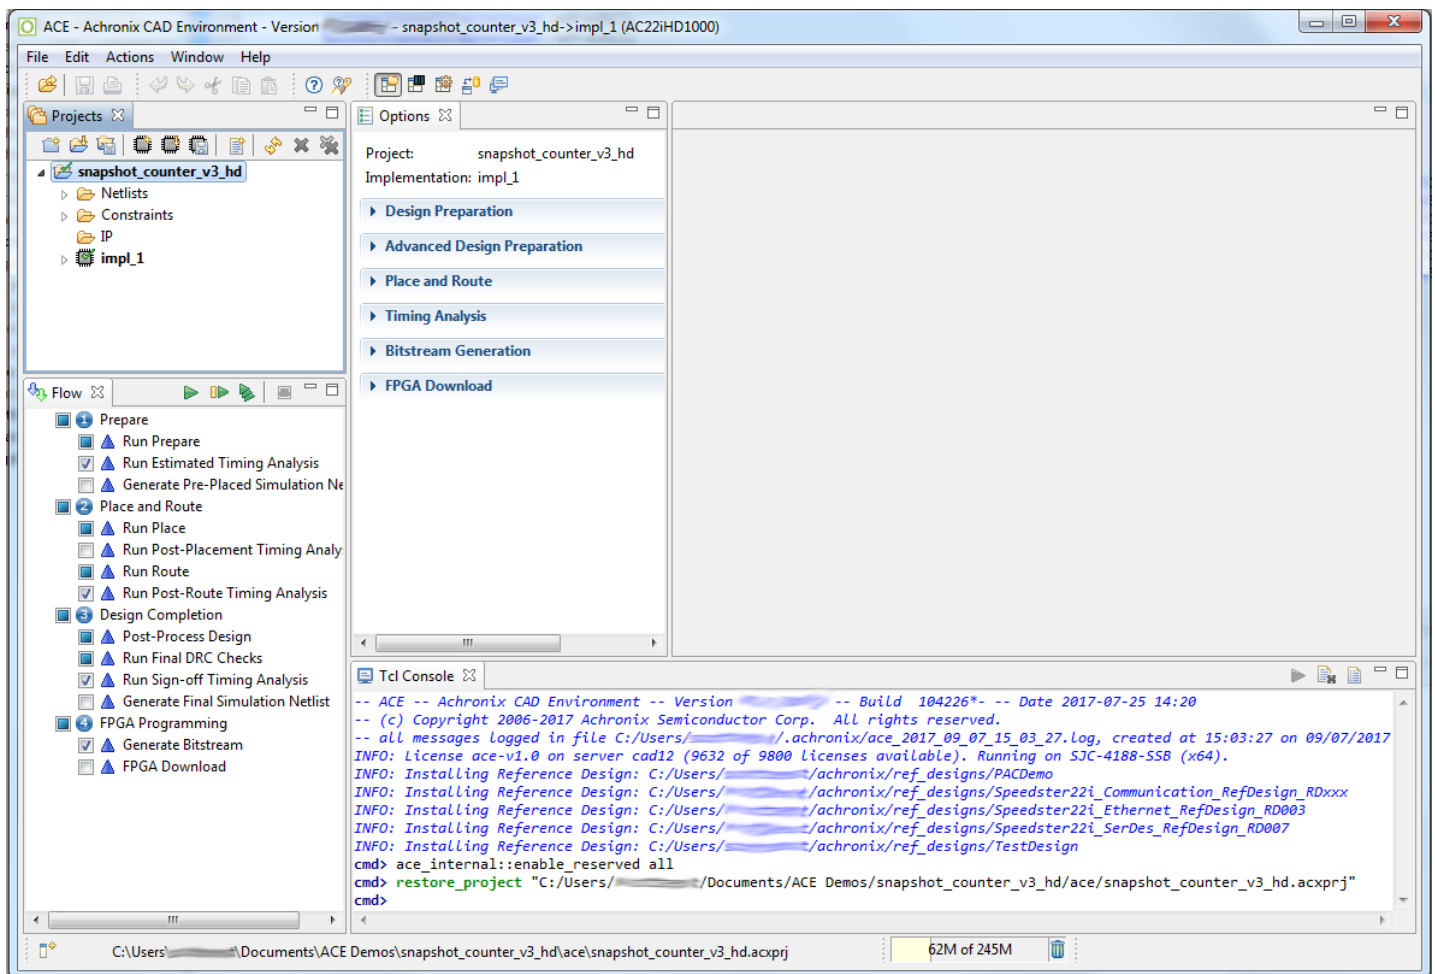 ACE - Achronix CAD Environment - Version - snapshot_counter_v3_hd->impl_1 (AC22iHD1000)
File Edit Actions Window Help
Projects
snapshot_counter_v3_hd
Netlists
Constraints
IP
impl_1
Options
Project: snapshot_counter_v3_hd
Implementation: impl_1
Design Preparation
Advanced Design Preparation
Place and Route
Timing Analysis
Bitstream Generation
FPGA Download
Flow
1 Prepare
Run Prepare
Run Estimated Timing Analysis
Generate Pre-Placed Simulation Ne
2 Place and Route
Run Place
Run Post-Placement Timing Analy
Run Route
Run Post-Route Timing Analysis
3 Design Completion
Post-Process Design
Run Final DRC Checks
Run Sign-off Timing Analysis
Generate Final Simulation Netlist
4 FPGA Programming
Generate Bitstream
FPGA Download
Tcl Console
-- ACE -- Achronix CAD Environment -- Version -- Build 104226*- -- Date 2017-07-25 14:20
-- (c) Copyright 2006-2017 Achronix Semiconductor Corp. All rights reserved.
-- all messages logged in file C:/Users/ /.achronix/ace_2017_09_07_15_03_27.log, created at 15:03:27 on 09/07/2017
INFO: License ace-v1.0 on server cad12 (9632 of 9800 licenses available). Running on SJC-4188-SSB (x64).
INFO: Installing Reference Design: C:/Users/ /achronix/ref_designs/PACDemo
INFO: Installing Reference Design: C:/Users/ /achronix/ref_designs/Speedster22i_Communication_RefDesign_RDxxx
INFO: Installing Reference Design: C:/Users/ /achronix/ref_designs/Speedster22i_Ethernet_RefDesign_RD003
INFO: Installing Reference Design: C:/Users/ /achronix/ref_designs/Speedster22i_SerDes_RefDesign_RD007
INFO: Installing Reference Design: C:/Users/ /achronix/ref_designs/TestDesign
cmd> ace_internal::enable_reserved all
cmd> restore_project "C:/Users/ /Documents/ACE Demos/snapshot_counter_v3_hd/ace/snapshot_counter_v3_hd.acxprj"
cmd>
C:\Users\ \Documents\ACE Demos\snapshot_counter_v3_hd\ace\snapshot_counter_v3_hd.acxprj
62M of 245M